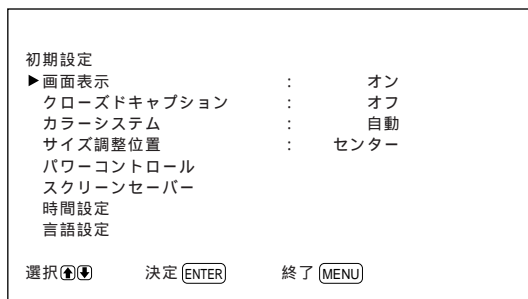 初期設定
▶画面表示 : オン
クローズドキャプション : オフ
カラーシステム : 自動
サイズ調整位置 : センター
パワーコントロール
スクリーンセーバー
時間設定
言語設定
選択⬆⬇ 決定 ENTER 終了 MENU